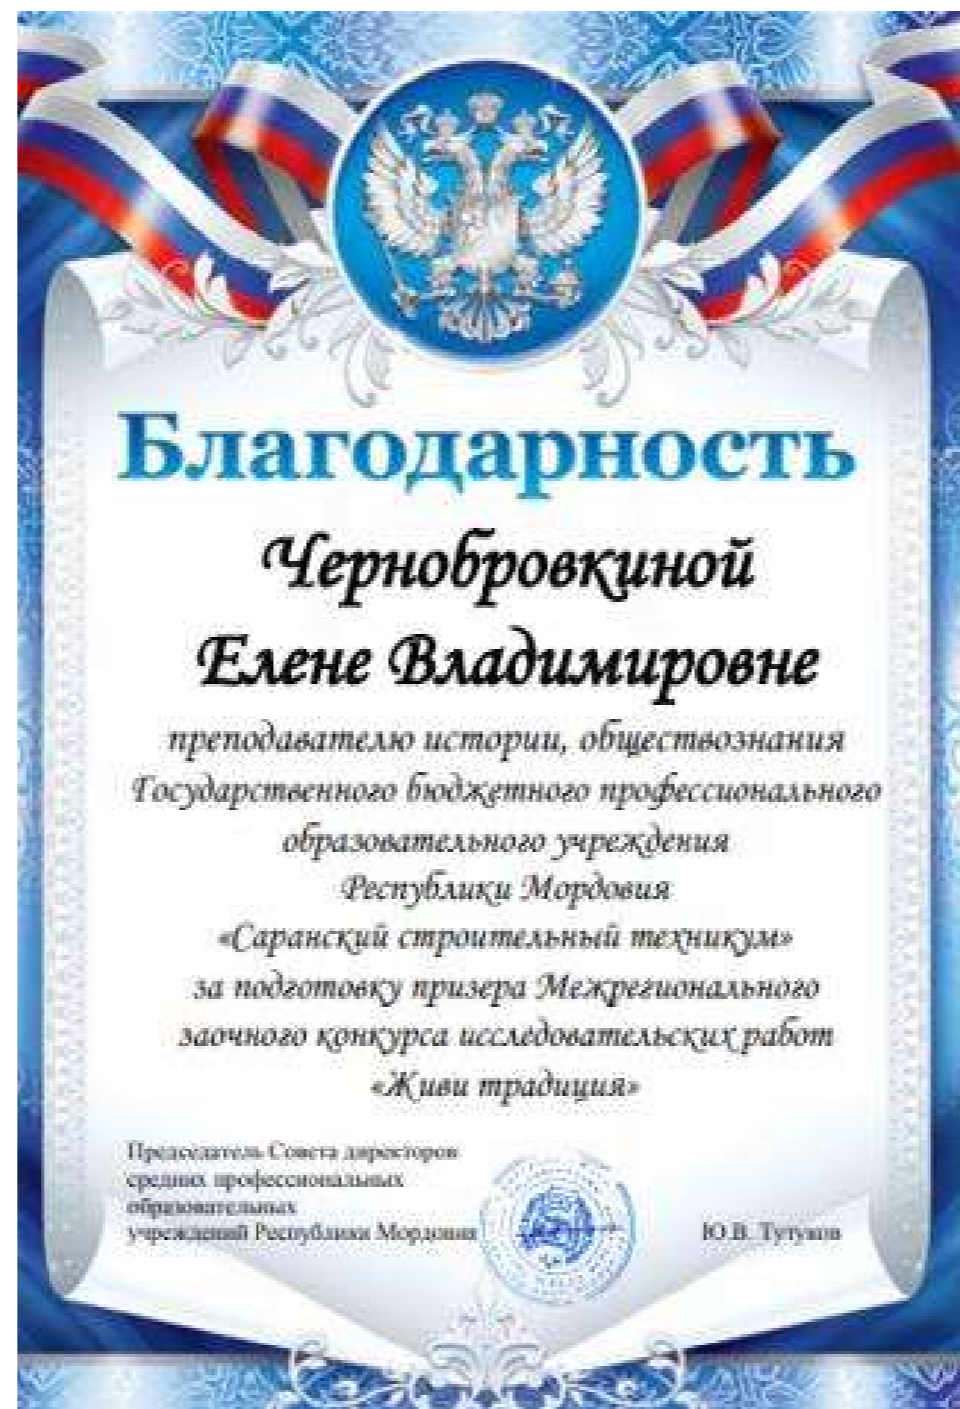 Благодарность
Чернобровкиной
Елене Владимировне
преподавателю истории, обществознания
Государственного бюджетного профессионального
образовательного учреждения
Республики Мордовия
«Саранский строительный техникум»
за подготовку призера Межрегионального
заочного конкурса исследовательских работ
«Живи традиция»
Председатель Совета директоров
средних профессиональных
образовательных
учреждений Республики Мордовия
Ю.В. Тутуков